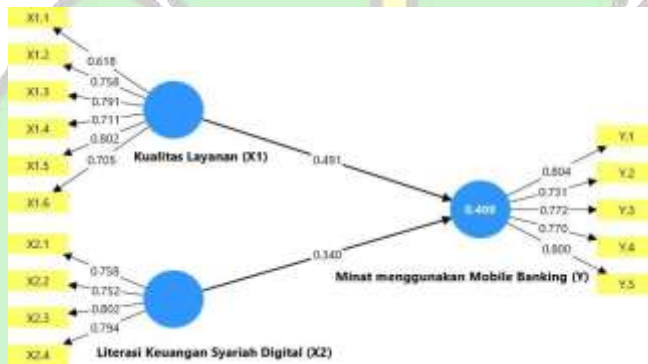 X1.1
X1.2
X1.3
X1.4
X1.5
X1.6
0.618
0.758
0.791
0.711
0.802
0.705
Kualitas Layanan (X1)
0.491
X2.1
X2.2
X2.3
X2.4
0.758
0.752
0.802
0.794
Literasi Keuangan Syariah Digital (X2)
0.340
Minat menggunakan Mobile Banking (Y)
0.804
0.731
0.772
0.770
0.800
Y.1
Y.2
Y.3
Y.4
Y.5